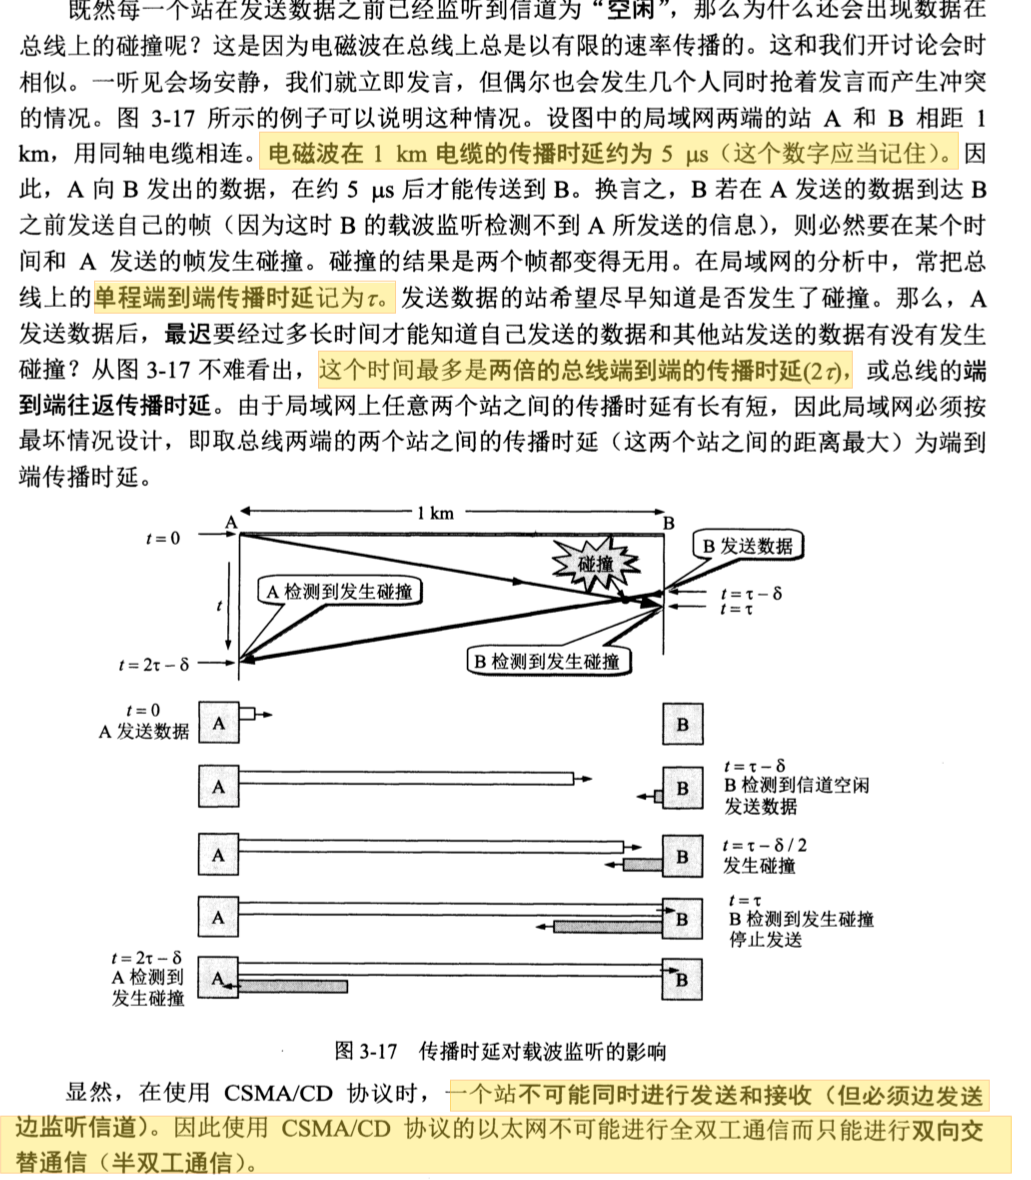 既然每一个站在发送数据之前已经监听到信道为“空闲”，那么为什么还会出现数据在
总线上的碰撞呢？这是因为电磁波在总线上总是以有限的速率传播的。这和我们开讨论会时
相似。一听见会场安静，我们就立即发言，但偶尔也会发生几个人同时抢着发言而产生冲突
的情况。图 3-17 所示的例子可以说明这种情况。设图中的局域网两端的站 A 和 B 相距 1
km，用同轴电缆相连。电磁波在 1 km 电缆的传播时延约为 5 μs（这个数字应当记住）。因
此，A 向 B 发出的数据，在约 5 μs 后才能传送到 B。换言之，B 若在 A 发送的数据到达 B
之前发送自己的帧（因为这时 B 的载波监听检测不到 A 所发送的信息），则必然要在某个时
间和 A 发送的帧发生碰撞。碰撞的结果是两个帧都变得无用。在局域网的分析中，常把总
线上的单程端到端传播时延记为τ。发送数据的站希望尽早知道是否发生了碰撞。那么，A
发送数据后，最迟要经过多长时间才能知道自己发送的数据和其他站发送的数据有没有发生
碰撞？从图 3-17 不难看出，这个时间最多是两倍的总线端到端的传播时延(2τ)，或总线的端
到端往返传播时延。由于局域网上任意两个站之间的传播时延有长有短，因此局域网必须按
最坏情况设计，即取总线两端的两个站之间的传播时延（这两个站之间的距离最大）为端到
端传播时延。
1 km
A
B
t = 0
碰撞
B 发送数据
A 检测到发生碰撞
t
t = τ − δ
t = τ
B 检测到发生碰撞
t = 2τ − δ
t = 0
A 发送数据
A
B
A
B
t = τ − δ
B 检测到信道空闲
发送数据
A
B
t = τ − δ / 2
发生碰撞
A
B
t = τ
B 检测到发生碰撞
停止发送
t = 2τ − δ
A 检测到
发生碰撞
A
B
图 3-17 传播时延对载波监听的影响
显然，在使用 CSMA/CD 协议时，一个站不可能同时进行发送和接收（但必须边发送
边监听信道）。因此使用 CSMA/CD 协议的以太网不可能进行全双工通信而只能进行双向交
替通信（半双工通信）。